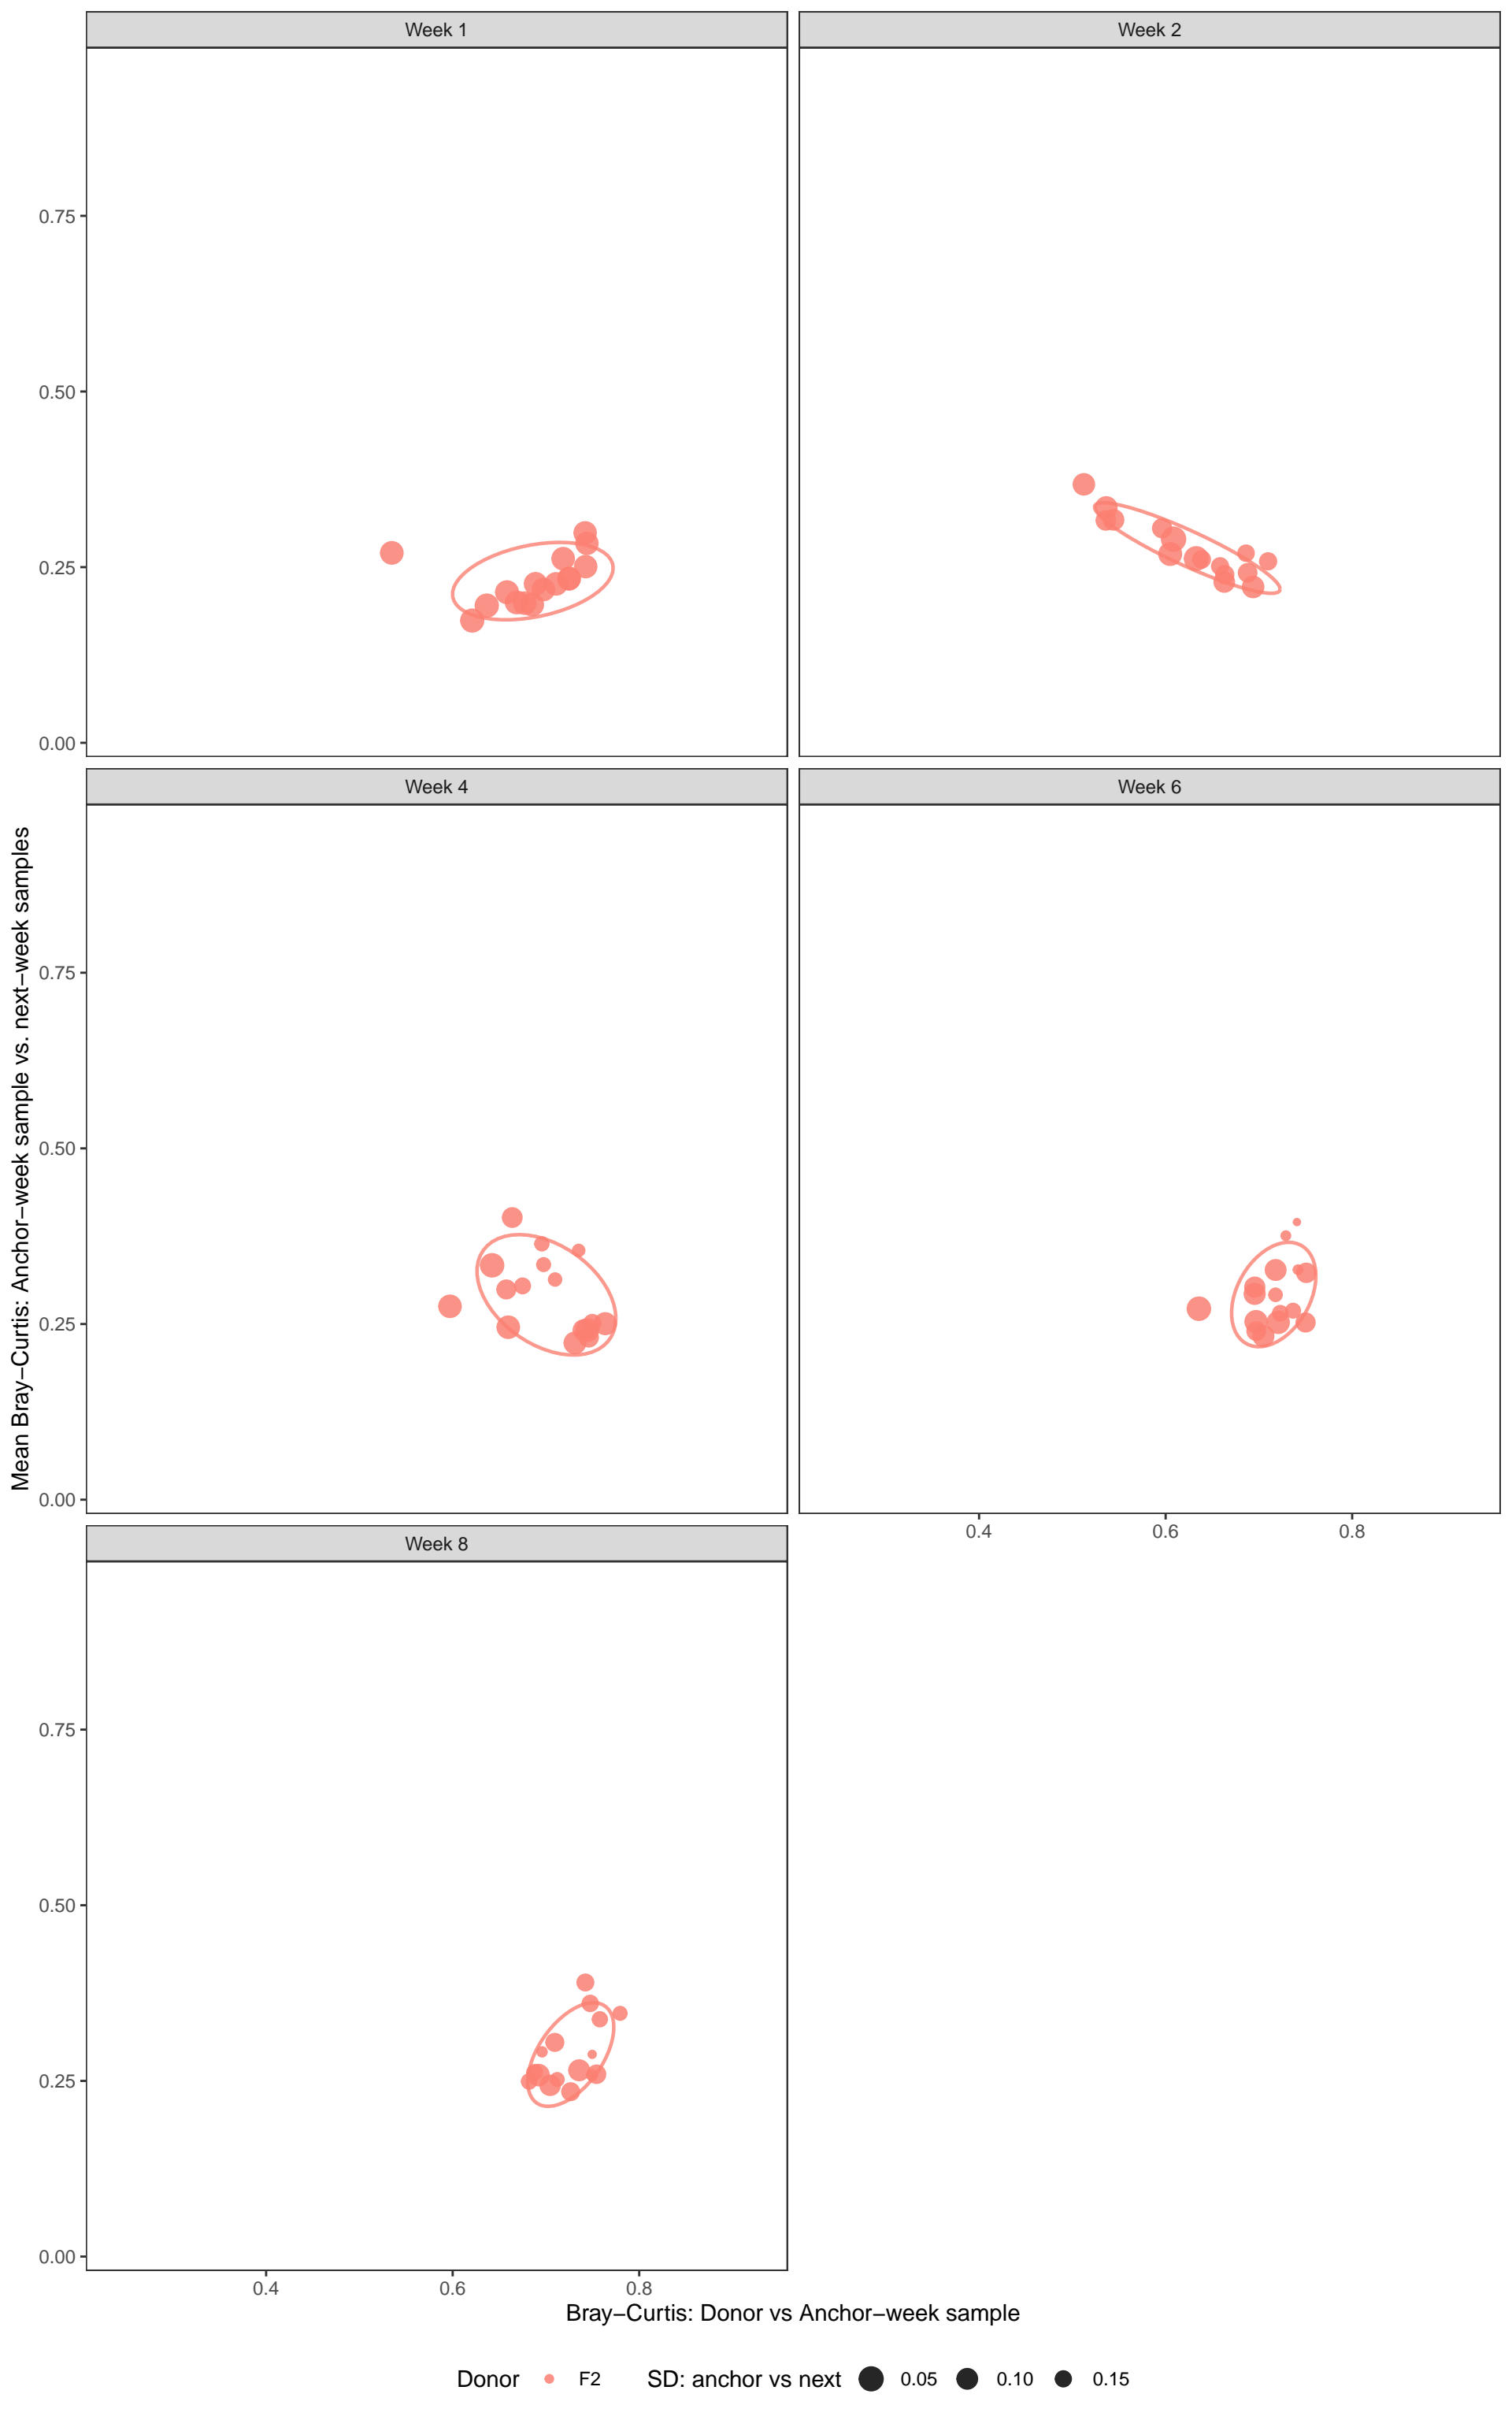 Week 1
Week 2
0.75
0.50
0.25
0.00
Week 4
Week 6
0.75
0.50
0.25
0.00
0.4
0.6
0.8
Mean Bray−Curtis: Anchor−week sample vs. next−week samples
Week 8
0.75
0.50
0.25
0.00
0.4
0.6
0.8
Bray−Curtis: Donor vs Anchor−week sample
Donor F2 SD: anchor vs next 0.05 0.10 0.15